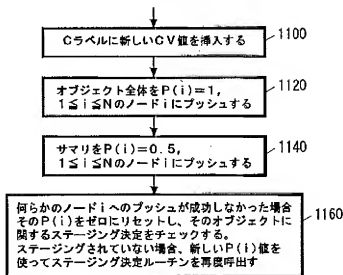 Cラベルに新しいCV値を挿入する
1100
オブジェクト全体をP(i)=1,
1≦i≦Nのノードiにプッシュする
1120
サマリをP(i)=0.5,
1≦i≦Nのノードiにプッシュする
1140
何らかのノードiへのプッシュが成功しなかった場合
そのP(i)をゼロにリセットし、そのオブジェクトに
関するステージング決定をチェックする。
ステージングされていない場合、新しいP(i)値を
使ってステージング決定ルーチンを再度呼出す
1160